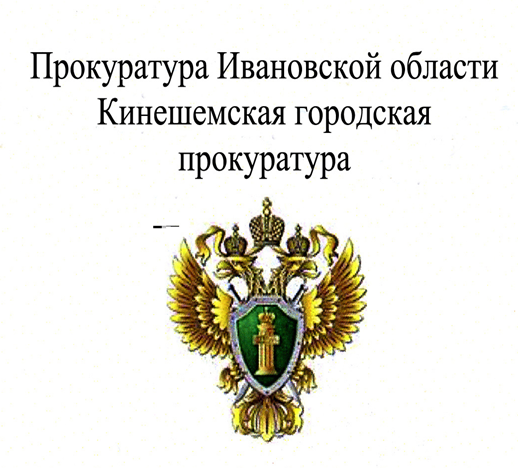 Прокуратура Ивановской области
Кинешемская городская
прокуратура